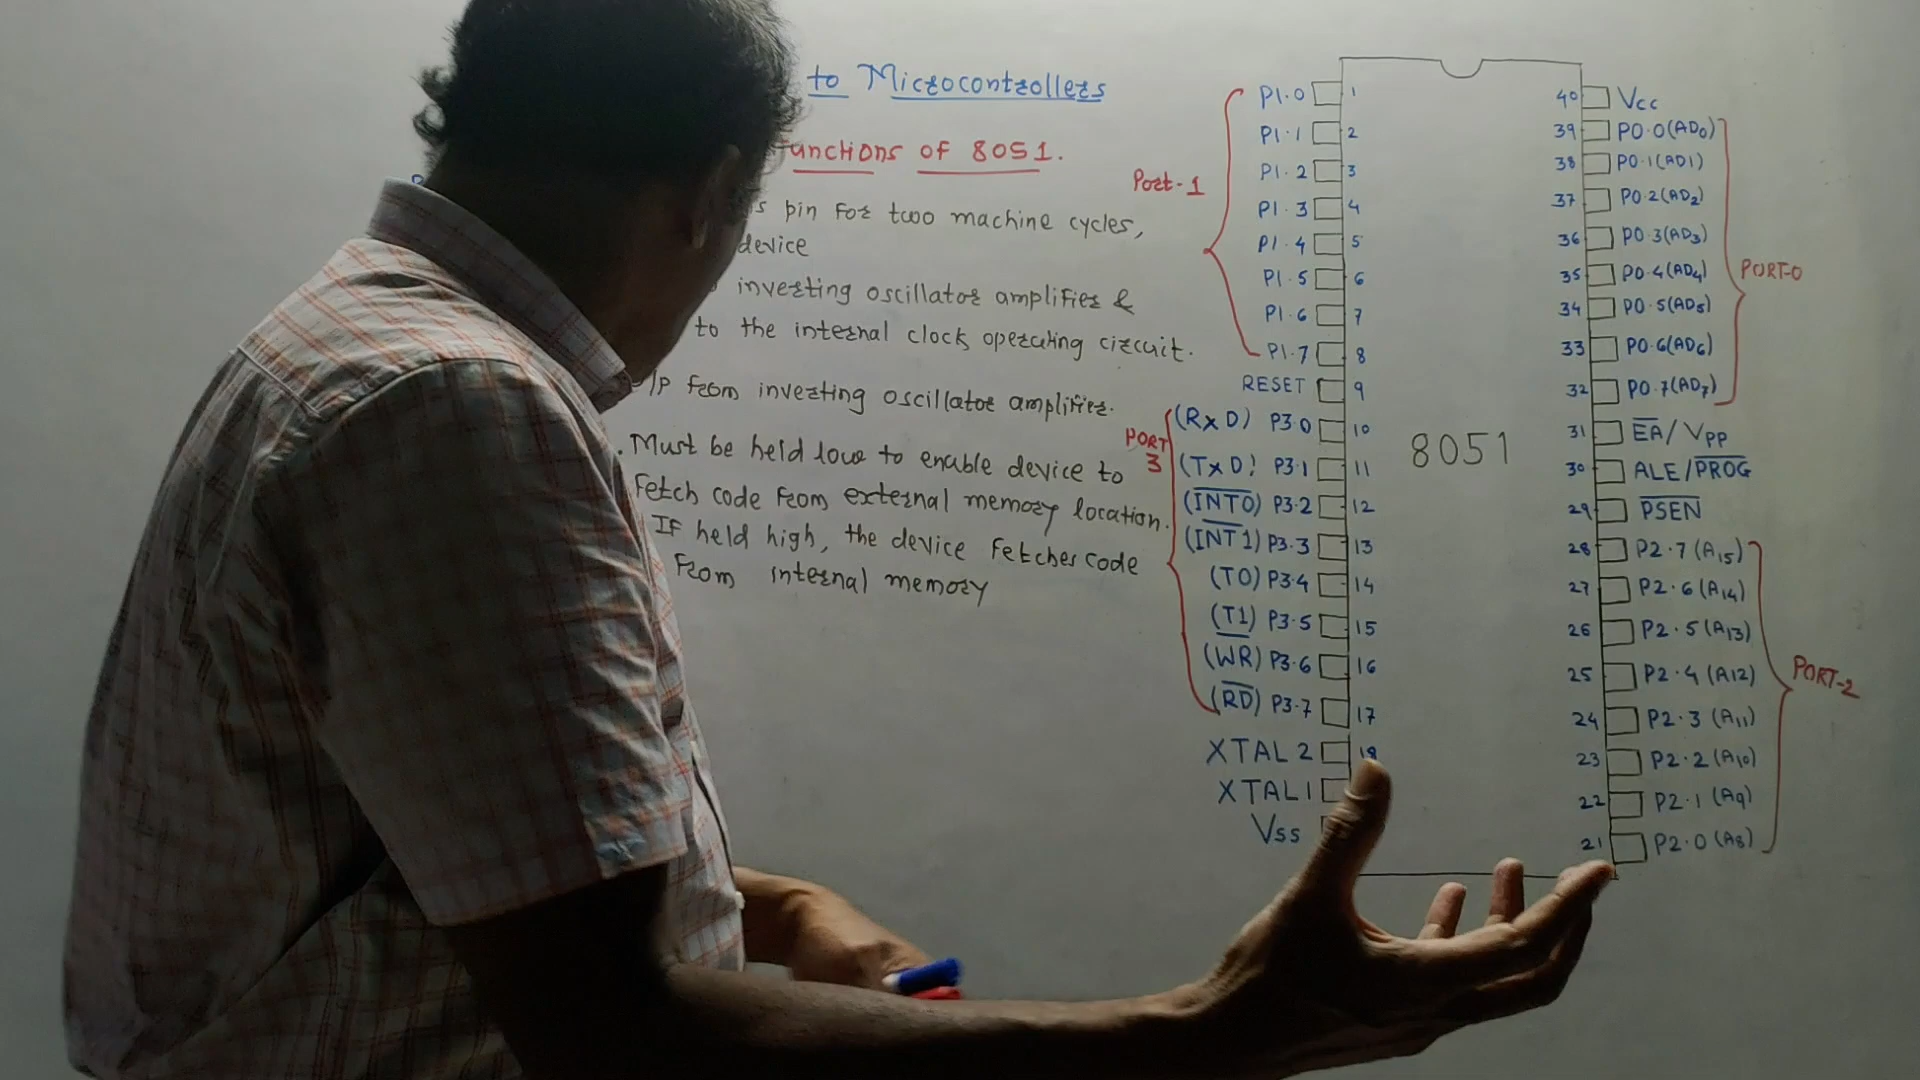 to Microcontrollers
unctions of 8051.
s pin for two machine cycles,
device
inverting oscillator amplifier &
to the internal clock operating circuit.
/P from inverting oscillator amplifier.
. Must be held low to enable device to
fetch code from external memory location.
If held high, the device fetches code
from internal memory
Port-1
P1.0 1
P1.1 2
P1.2 3
P1.3 4
P1.4 5
P1.5 6
P1.6 7
P1.7 8
RESET 9
PORT
3
(RxD) P3.0 10
(TxD) P3.1 11
(I̅N̅T̅0̅) P3.2 12
(I̅N̅T̅1) P3.3 13
(T0) P3.4 14
(T1) P3.5 15
(W̅R̅) P3.6 16
(R̅D̅) P3.7 17
XTAL 2 18
XTAL1
Vss
8051
40 Vcc
39 P0.0(AD0)
38 P0.1(AD1)
37 P0.2(AD2)
36 P0.3(AD3)
35 P0.4(AD4)
34 P0.5(AD5)
33 P0.6(AD6)
32 P0.7(AD7)
PORT-0
31 E̅A̅/VPP
30 ALE/P̅R̅O̅G̅
29 P̅S̅E̅N̅
28 P2.7(A15)
27 P2.6(A14)
26 P2.5(A13)
25 P2.4(A12)
24 P2.3(A11)
23 P2.2(A10)
22 P2.1(A9)
21 P2.0(A8)
PORT-2